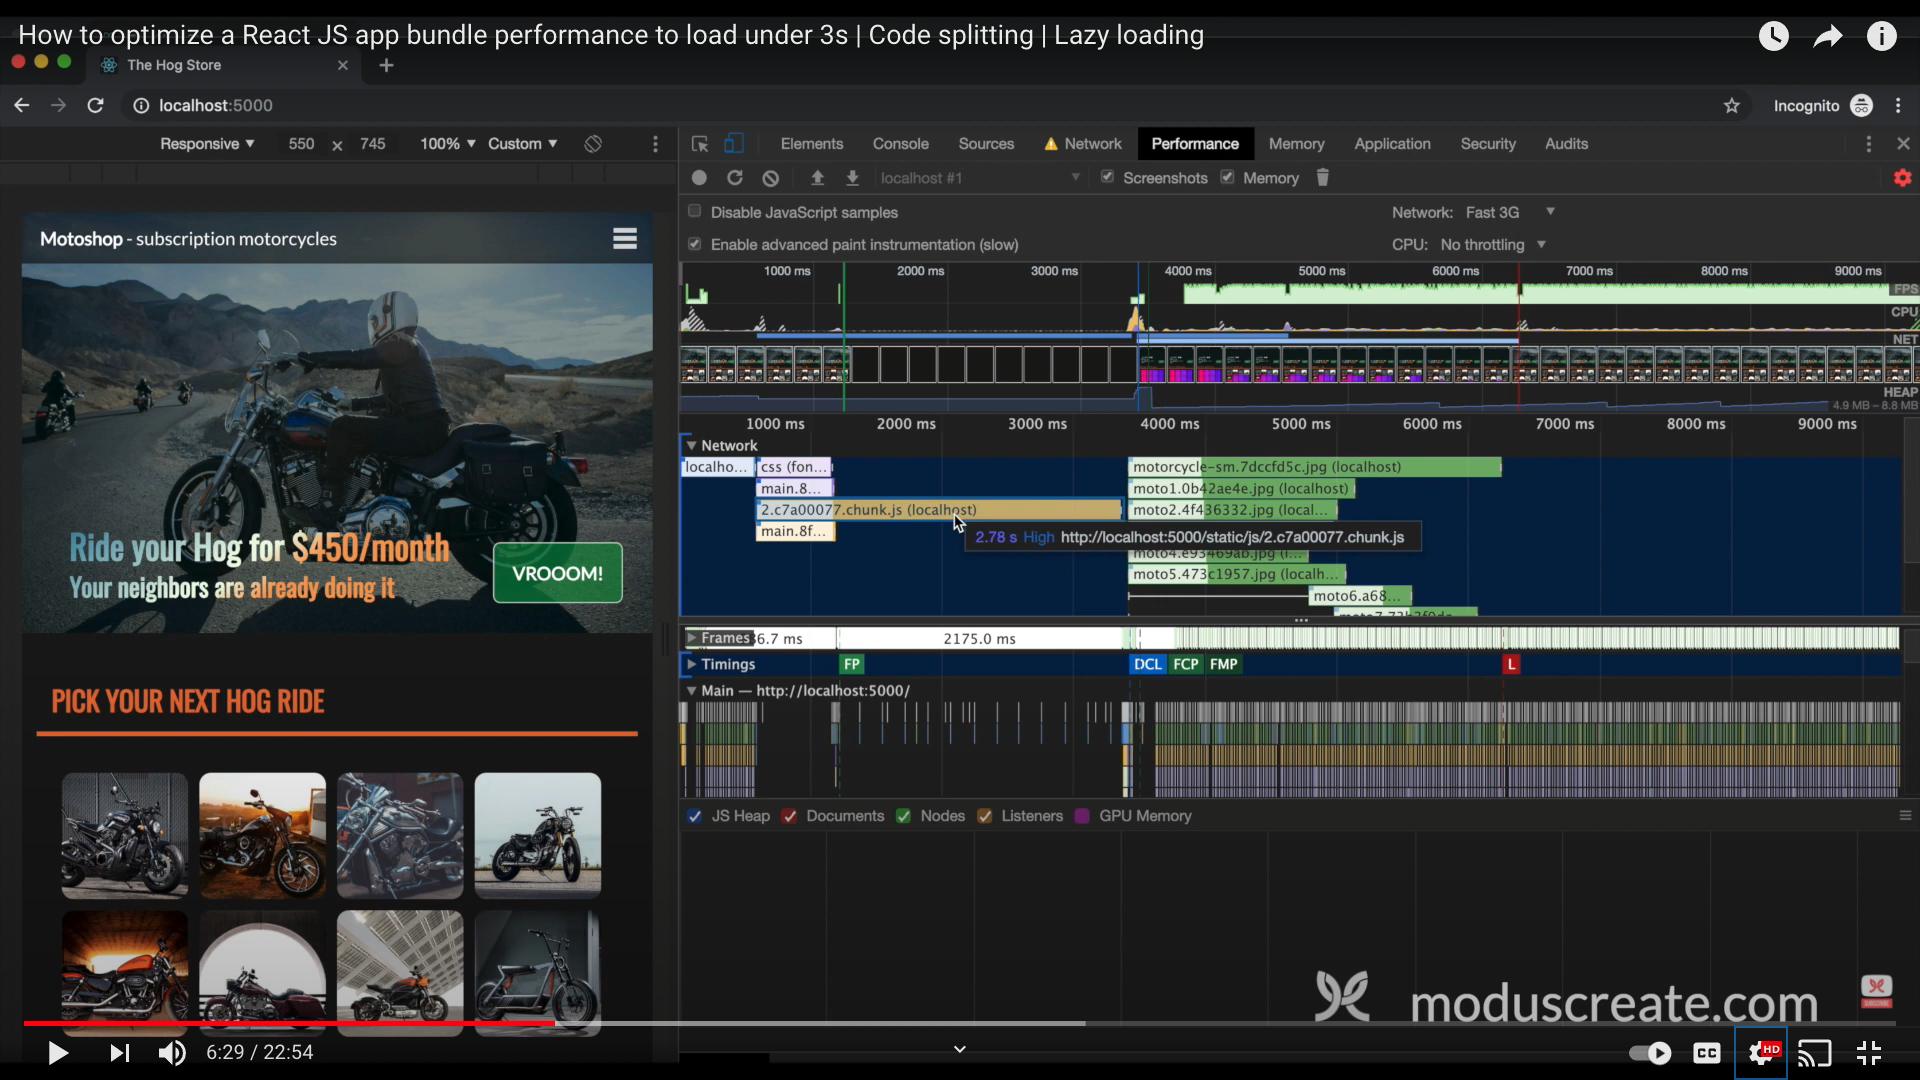 How to optimize a React JS app bundle performance to load under 3s | Code splitting | Lazy loading
The Hog Store
localhost:5000
Incognito
Responsive 550 x 745 100% Custom
Elements Console Sources Network Performance Memory Application Security Audits
localhost #1 Screenshots Memory
Disable JavaScript samples
Network: Fast 3G
Enable advanced paint instrumentation (slow)
CPU: No throttling
1000 ms 2000 ms 3000 ms 4000 ms 5000 ms 6000 ms 7000 ms 8000 ms 9000 ms
FPS
CPU
NET
HEAP
4.9 MB – 8.8 MB
1000 ms 2000 ms 3000 ms 4000 ms 5000 ms 6000 ms 7000 ms 8000 ms 9000 ms
Network
localho... css (fon... motorcycle-sm.7dccfd5c.jpg (localhost)
main.8... moto1.0b42ae4e.jpg (localhost)
2.c7a00077.chunk.js (localhost) moto2.4f436332.jpg (local...
main.8f...
2.78 s High http://localhost:5000/static/js/2.c7a00077.chunk.js
moto4.e93469ab.jpg (l...
moto5.473c1957.jpg (localh...
moto6.a68...
Frames 6.7 ms 2175.0 ms
Timings FP DCL FCP FMP L
Main — http://localhost:5000/
JS Heap Documents Nodes Listeners GPU Memory
Motoshop - subscription motorcycles
Ride your Hog for $450/month
Your neighbors are already doing it
VROOOM!
PICK YOUR NEXT HOG RIDE
moduscreate.com
SUBSCRIBE
6:29 / 22:54
CC
HD